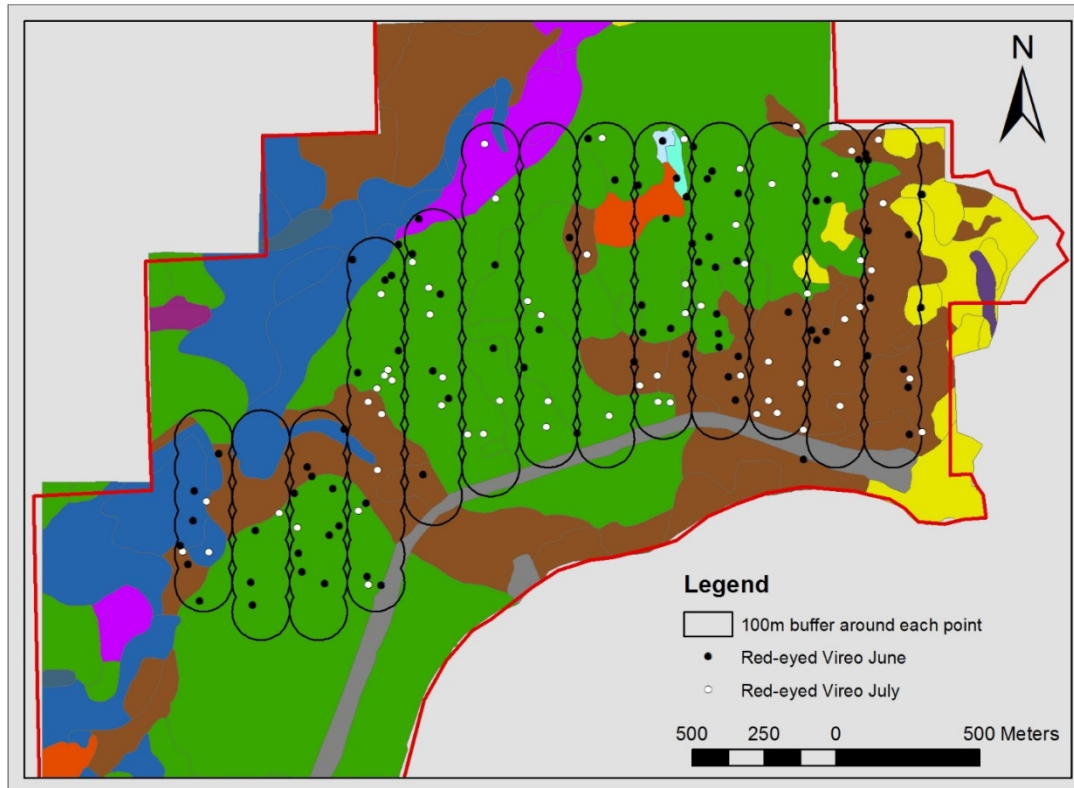 N
Legend
100m buffer around each point
Red-eyed Vireo June
Red-eyed Vireo July
500 250 0 500 Meters